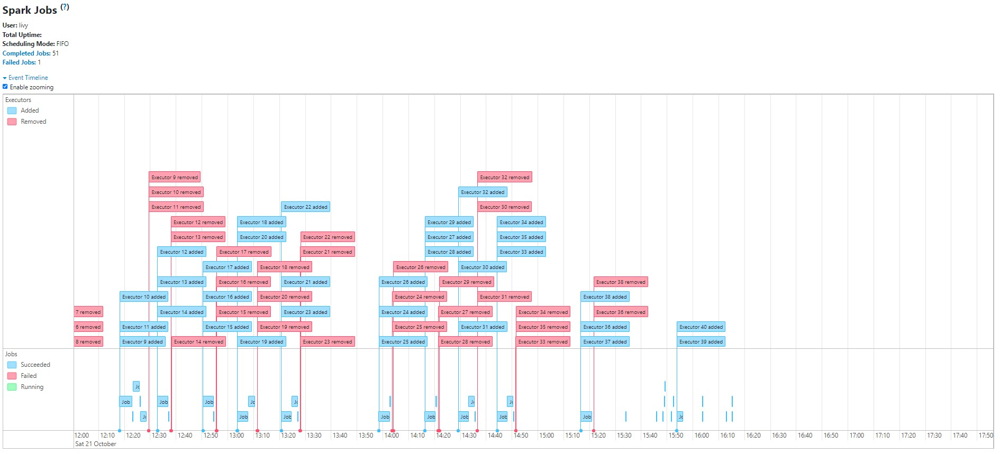 Spark Jobs (?)
User: livy
Total Uptime:
Scheduling Mode: FIFO
Completed Jobs: 51
Failed Jobs: 1
Event Timeline
Enable zooming
Executors
Added
Removed
Executor 9 removed Executor 32 removed
Executor 10 removed Executor 32 added
Executor 11 removed Executor 22 added Executor 30 removed
Executor 12 removed Executor 18 added Executor 29 added Executor 34 added
Executor 13 removed Executor 20 added Executor 22 removed Executor 27 added Executor 35 added
Executor 12 added Executor 17 removed Executor 21 removed Executor 28 added Executor 33 added
Executor 17 added Executor 18 removed Executor 26 removed Executor 30 added
Executor 13 added Executor 16 removed Executor 21 added Executor 26 added Executor 29 removed Executor 38 removed
Executor 10 added Executor 16 added Executor 20 removed Executor 24 removed Executor 31 removed Executor 38 added
7 removed Executor 14 added Executor 15 removed Executor 23 added Executor 24 added Executor 27 removed Executor 34 removed Executor 36 removed
6 removed Executor 11 added Executor 15 added Executor 19 removed Executor 25 removed Executor 31 added Executor 35 removed Executor 36 added Executor 40 added
8 removed Executor 9 added Executor 14 removed Executor 19 added Executor 23 removed Executor 25 added Executor 28 removed Executor 33 removed Executor 37 added Executor 39 added
Jobs
Succeeded
Failed
Running
Job Job Job
Job Job Job Job Job Job Job
12:00 12:10 12:20 12:30 12:40 12:50 13:00 13:10 13:20 13:30 13:40 13:50 14:00 14:10 14:20 14:30 14:40 14:50 15:00 15:10 15:20 15:30 15:40 15:50 16:00 16:10 16:20 16:30 16:40 16:50 17:00 17:10 17:20 17:30 17:40 17:50
Sat 21 October